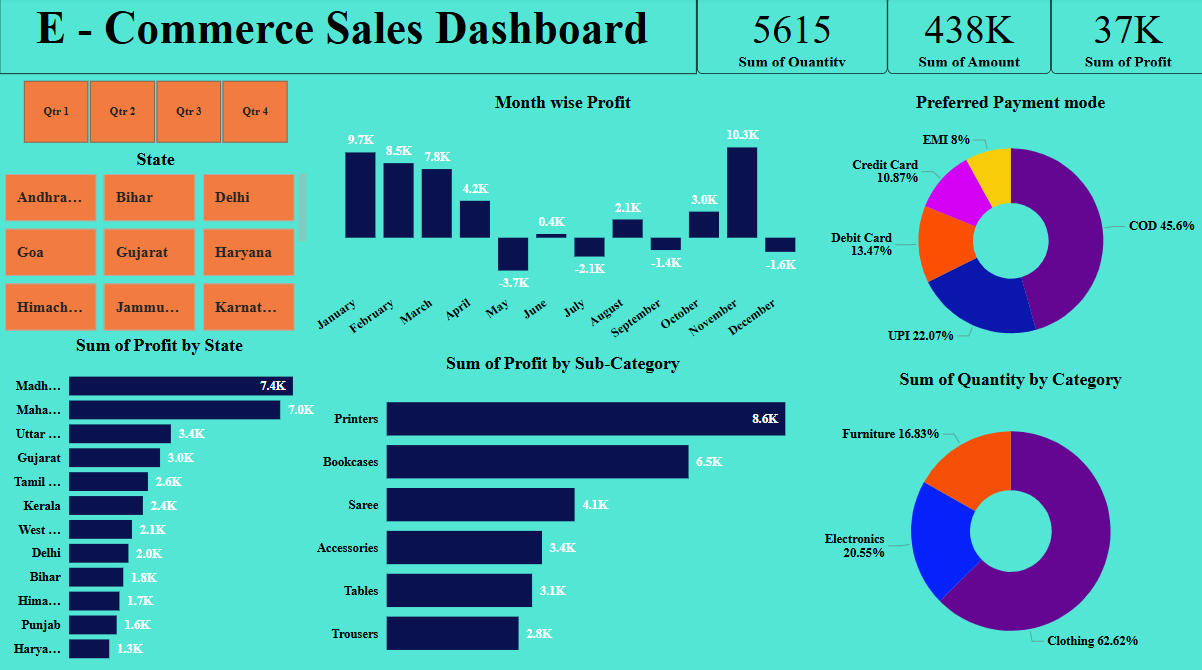 E - Commerce Sales Dashboard
5615
Sum of Quantity
438K
Sum of Amount
37K
Sum of Profit
Qtr 1
Qtr 2
Qtr 3
Qtr 4
State
Andhra...
Bihar
Delhi
Goa
Gujarat
Haryana
Himach...
Jammu...
Karnat...
Month wise Profit
9.7K
8.5K
7.8K
4.2K
-3.7K
0.4K
-2.1K
2.1K
-1.4K
3.0K
10.3K
-1.6K
January
February
March
April
May
June
July
August
September
October
November
December
Preferred Payment mode
EMI 8%
Credit Card
10.87%
Debit Card
13.47%
UPI 22.07%
COD 45.6%
Sum of Profit by State
Madh... 7.4K
Maha... 7.0K
Uttar ... 3.4K
Gujarat 3.0K
Tamil ... 2.6K
Kerala 2.4K
West ... 2.1K
Delhi 2.0K
Bihar 1.8K
Hima... 1.7K
Punjab 1.6K
Harya... 1.3K
Sum of Profit by Sub-Category
Printers 8.6K
Bookcases 6.5K
Saree 4.1K
Accessories 3.4K
Tables 3.1K
Trousers 2.8K
Sum of Quantity by Category
Furniture 16.83%
Electronics
20.55%
Clothing 62.62%